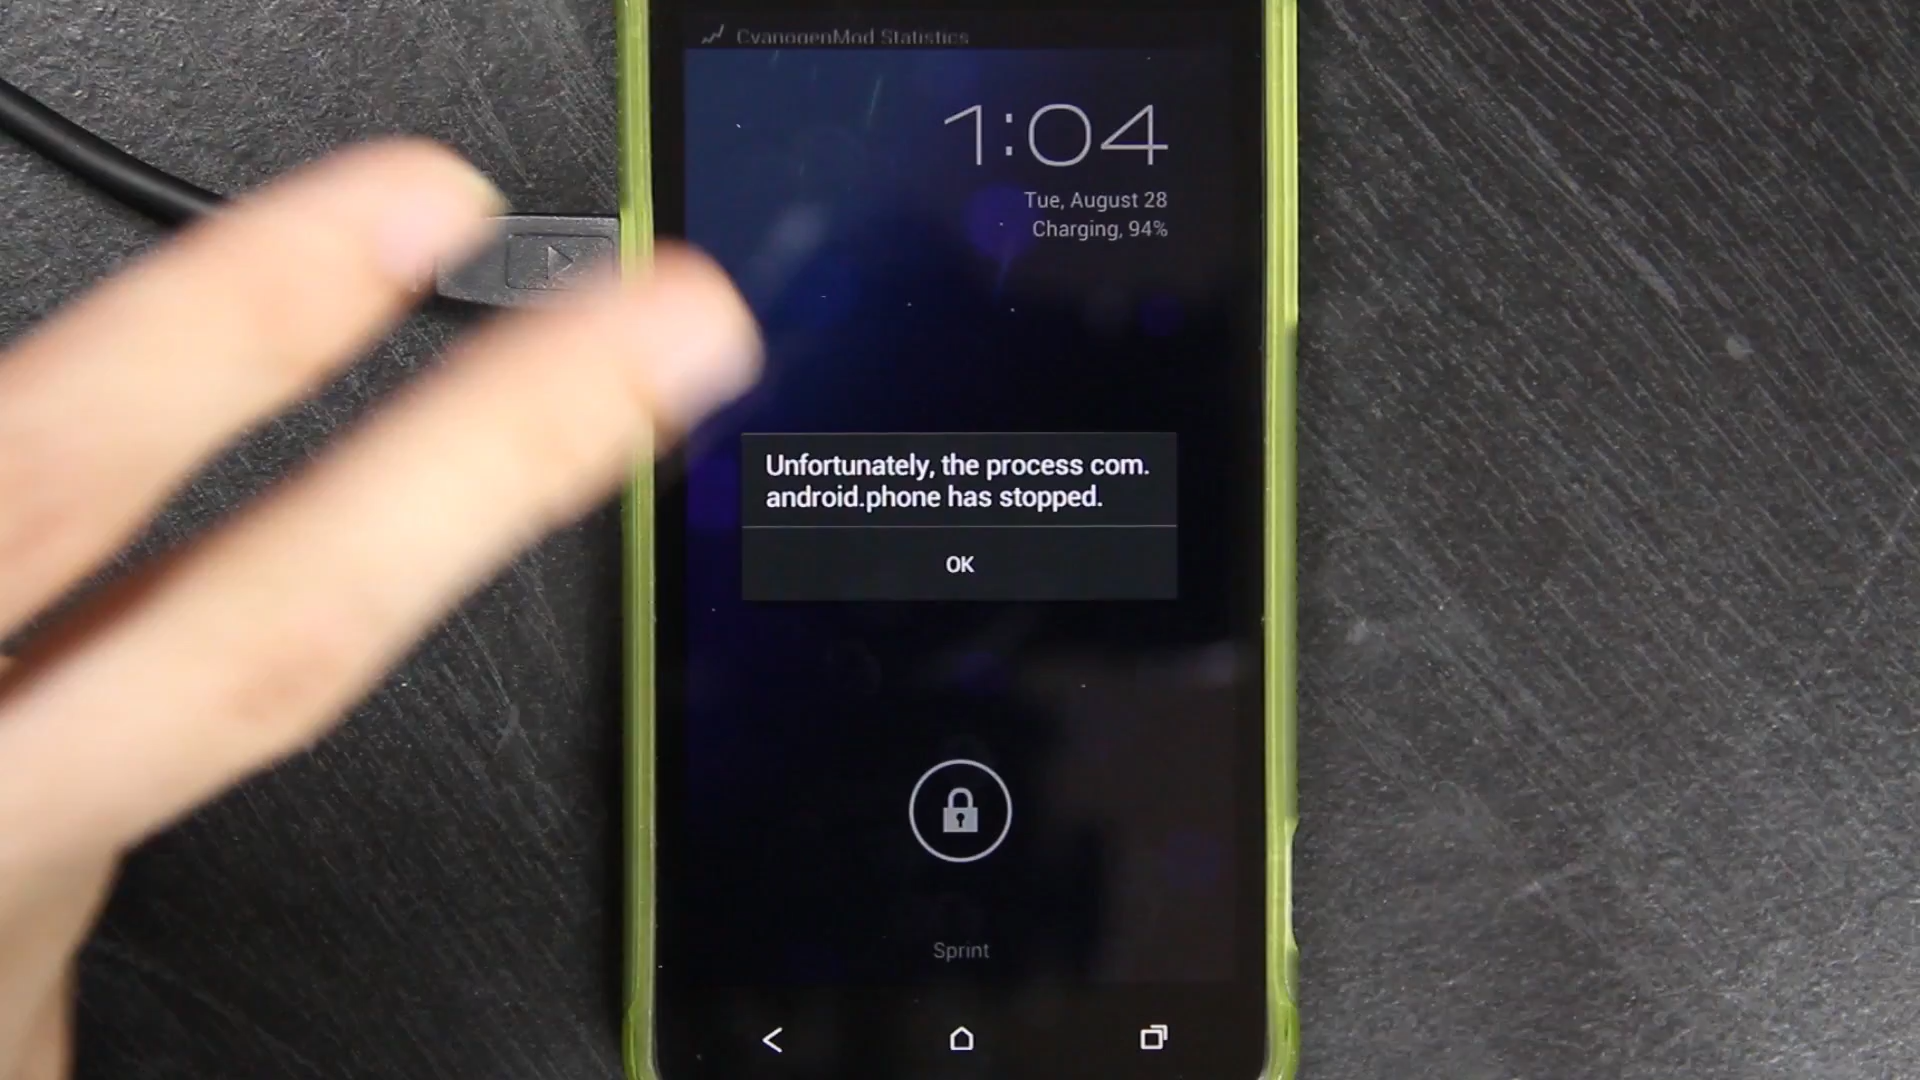 CyanogenMod Statistics
1:04
Tue, August 28
Charging, 94%
Unfortunately, the process com.
android.phone has stopped.
OK
Sprint